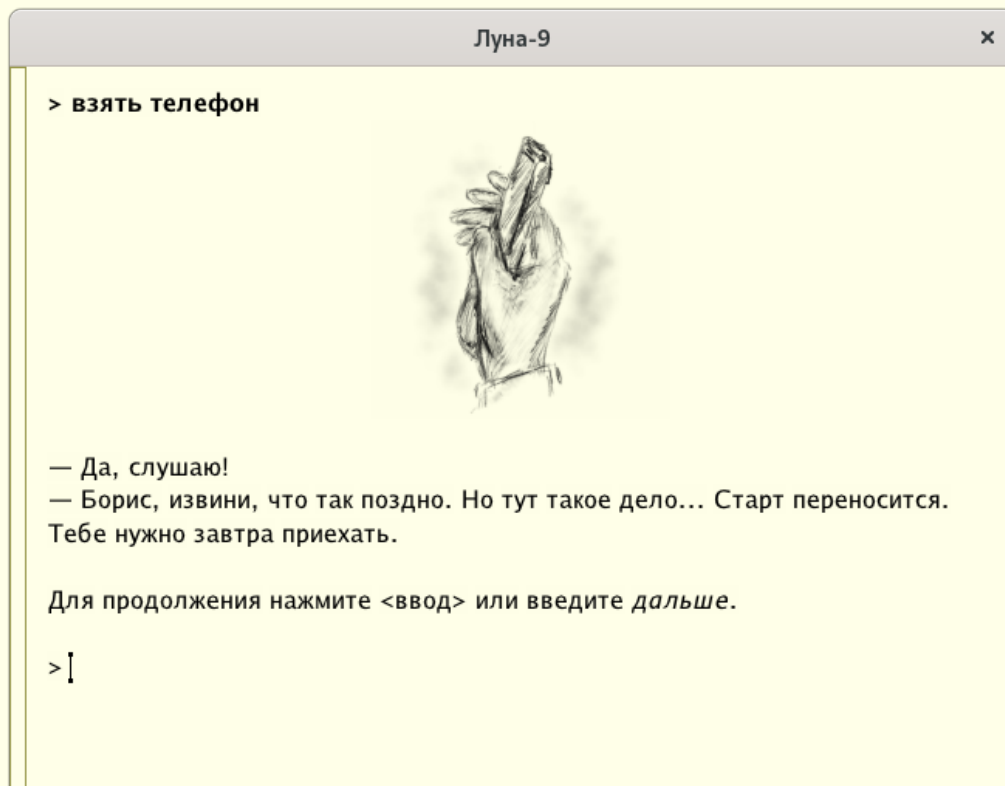 Луна-9
×
> взять телефон
— Да, слушаю!
— Борис, извини, что так поздно. Но тут такое дело... Старт переносится.
Тебе нужно завтра приехать.
Для продолжения нажмите <ввод> или введите дальше.
>